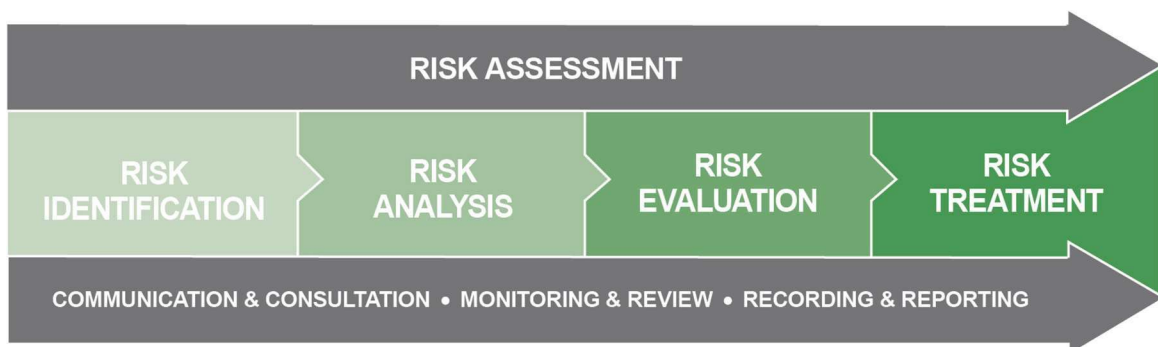 RISK ASSESSMENT
RISK
IDENTIFICATION
RISK
ANALYSIS
RISK
EVALUATION
RISK
TREATMENT
COMMUNICATION & CONSULTATION • MONITORING & REVIEW • RECORDING & REPORTING